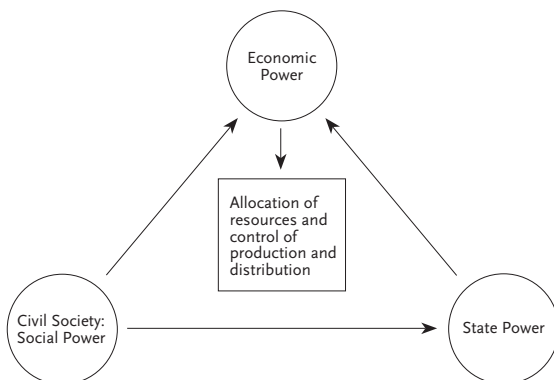 Economic
Power
Allocation of
resources and
control of
production and
distribution
Civil Society:
Social Power
State Power